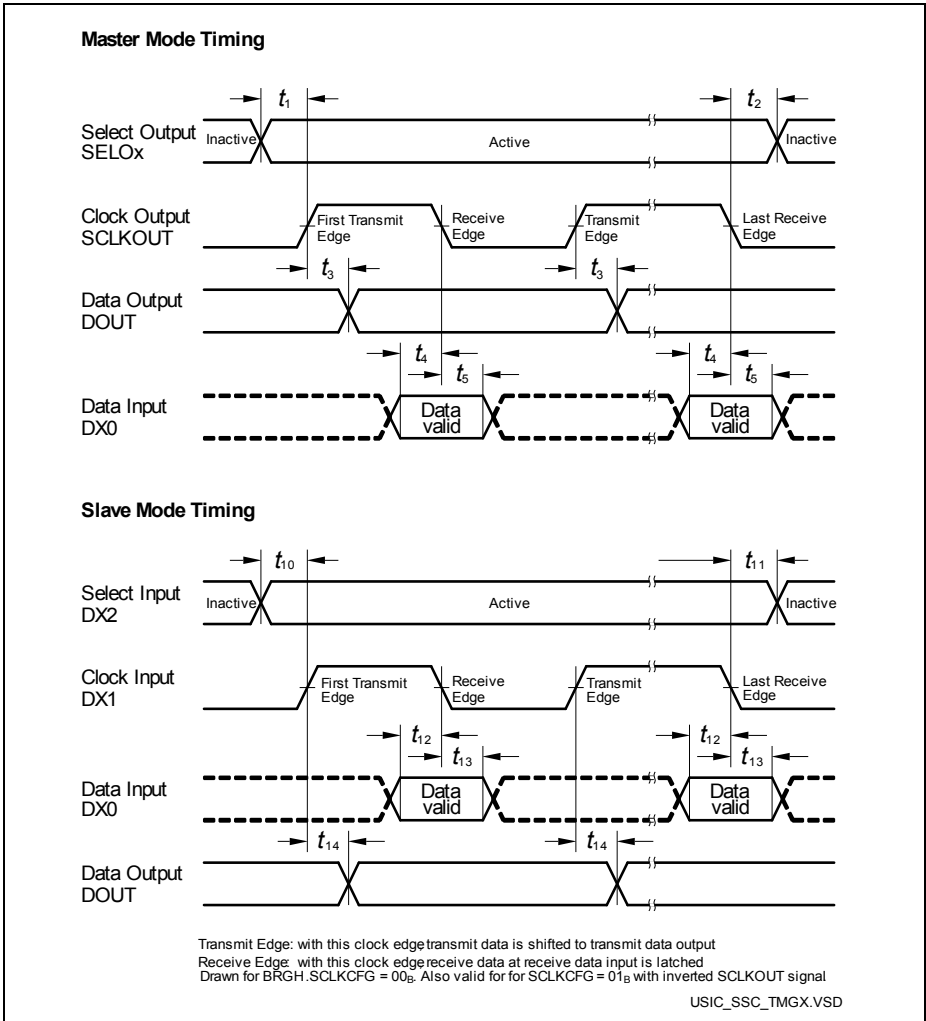 Master Mode Timing
t1
t2
Select Output
SELOx
Inactive
Active
Inactive
Clock Output
SCLKOUT
First Transmit
Edge
Receive
Edge
Transmit
Edge
Last Receive
Edge
t3
t3
Data Output
DOUT
t4
t5
t4
t5
Data Input
DX0
Data
valid
Data
valid
Slave Mode Timing
t10
t11
Select Input
DX2
Inactive
Active
Inactive
Clock Input
DX1
First Transmit
Edge
Receive
Edge
Transmit
Edge
Last Receive
Edge
t12
t13
t12
t13
Data Input
DX0
Data
valid
Data
valid
t14
t14
Data Output
DOUT
Transmit Edge: with this clock edge, transmit data is shifted to transmit data output
Receive Edge: with this clock edge, receive data at receive data input is latched
Drawn for BRGH.SCLKCFG = 00B. Also valid for for SCLKCFG = 01B with inverted SCLKOUT signal.
USIC_SSC_TMGX.VSD